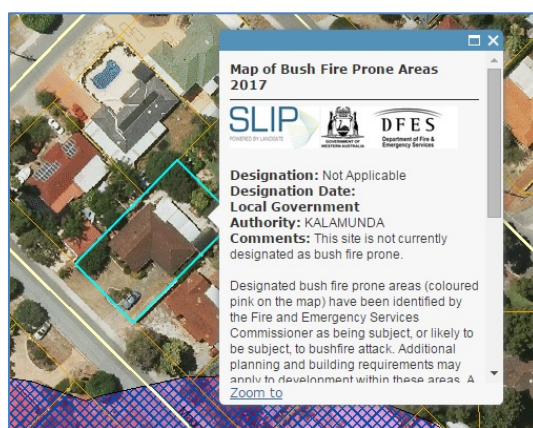 Map of Bush Fire Prone Areas
2017
SLIP
POWERED BY LANDGATE
GOVERNMENT OF
WESTERN AUSTRALIA
DFES
Department of Fire &
Emergency Services
Designation: Not Applicable
Designation Date:
Local Government
Authority: KALAMUNDA
Comments: This site is not currently
designated as bush fire prone.
Designated bush fire prone areas (coloured
pink on the map) have been identified by
the Fire and Emergency Services
Commissioner as being subject, or likely to
be subject, to bushfire attack. Additional
planning and building requirements may
apply to development within these areas. A
Zoom to